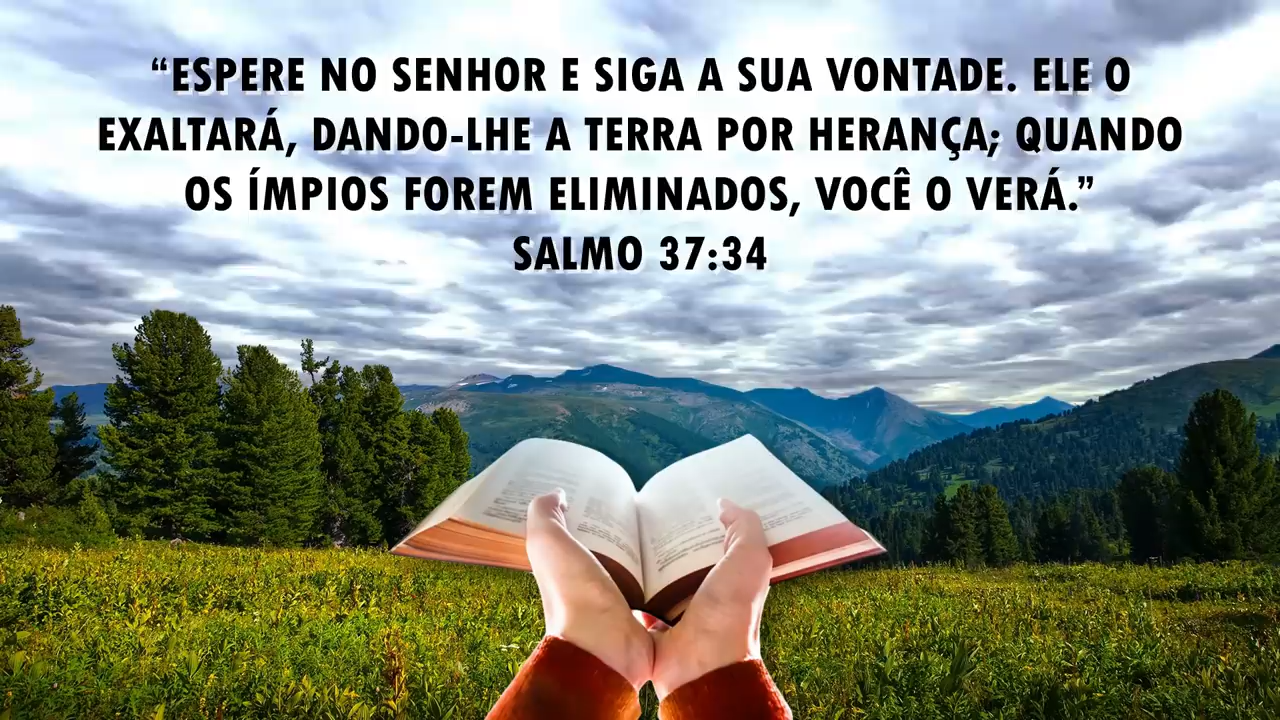 “ESPERE NO SENHOR E SIGA A SUA VONTADE. ELE O
EXALTARÁ, DANDO-LHE A TERRA POR HERANÇA; QUANDO
OS ÍMPIOS FOREM ELIMINADOS, VOCÊ O VERÁ.”
SALMO 37:34